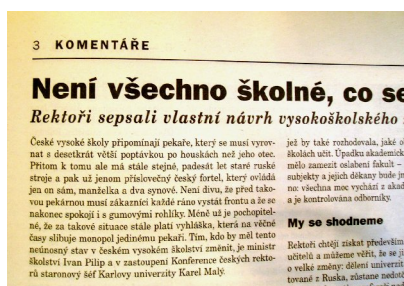 3 KOMENTÁŘE
Není všechno školné, co se
Rektoři sepsali vlastní návrh vysokoškolského
České vysoké školy připomínají pekaře, který se musí vyrov-
nat s desetkrát větší poptávkou po houskách než jeho otec.
Přitom k tomu ale má stále stejné, padesát let staré ruské
stroje a pak už jenom příslovečný český fortel, který ovládá
jen on sám, manželka a dva synové. Není divu, že před tako-
vou pekárnou musí zákazníci každé ráno vystát frontu a že se
nakonec spokojí i s gumovými rohlíky. Méně už je pochopitel-
né, že za takové situace stále platí vyhláška, která na věčné
časy slibuje monopol jedinému pekaři. Tím, kdo by měl tento
neúnosný stav v českém vysokém školství změnit, je ministr
školství Ivan Pilip a v zastoupení Konference českých rekto-
rů staronový šéf Karlovy univerzity Karel Malý.
jež by také rozhodovala, jaké
školách učit. Úpadku akademick
mělo zamezit oslabení fakult –
subjekty a jejich děkany bude jm
no: všechna moc vychází z akad
a je kontrolována odborníky.
My se shodneme
Rektoři chtějí získat především
učitelů a můžeme věřit, že se ji
o velké změny: dělení univerzit
tované z Ruska, zůstane nedotč